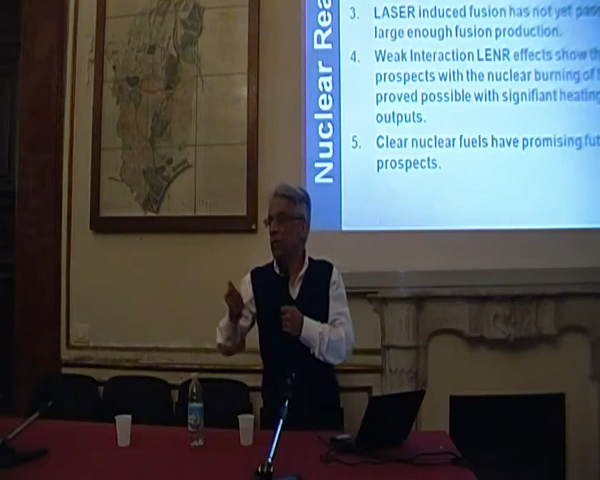 Nuclear Rea
3. LASER induced fusion has not yet pas
large enough fusion production.
4. Weak Interaction LENR effects show th
prospects with the nuclear burning of
proved possible with signifiant heating
outputs.
5. Clear nuclear fuels have promising fut
prospects.